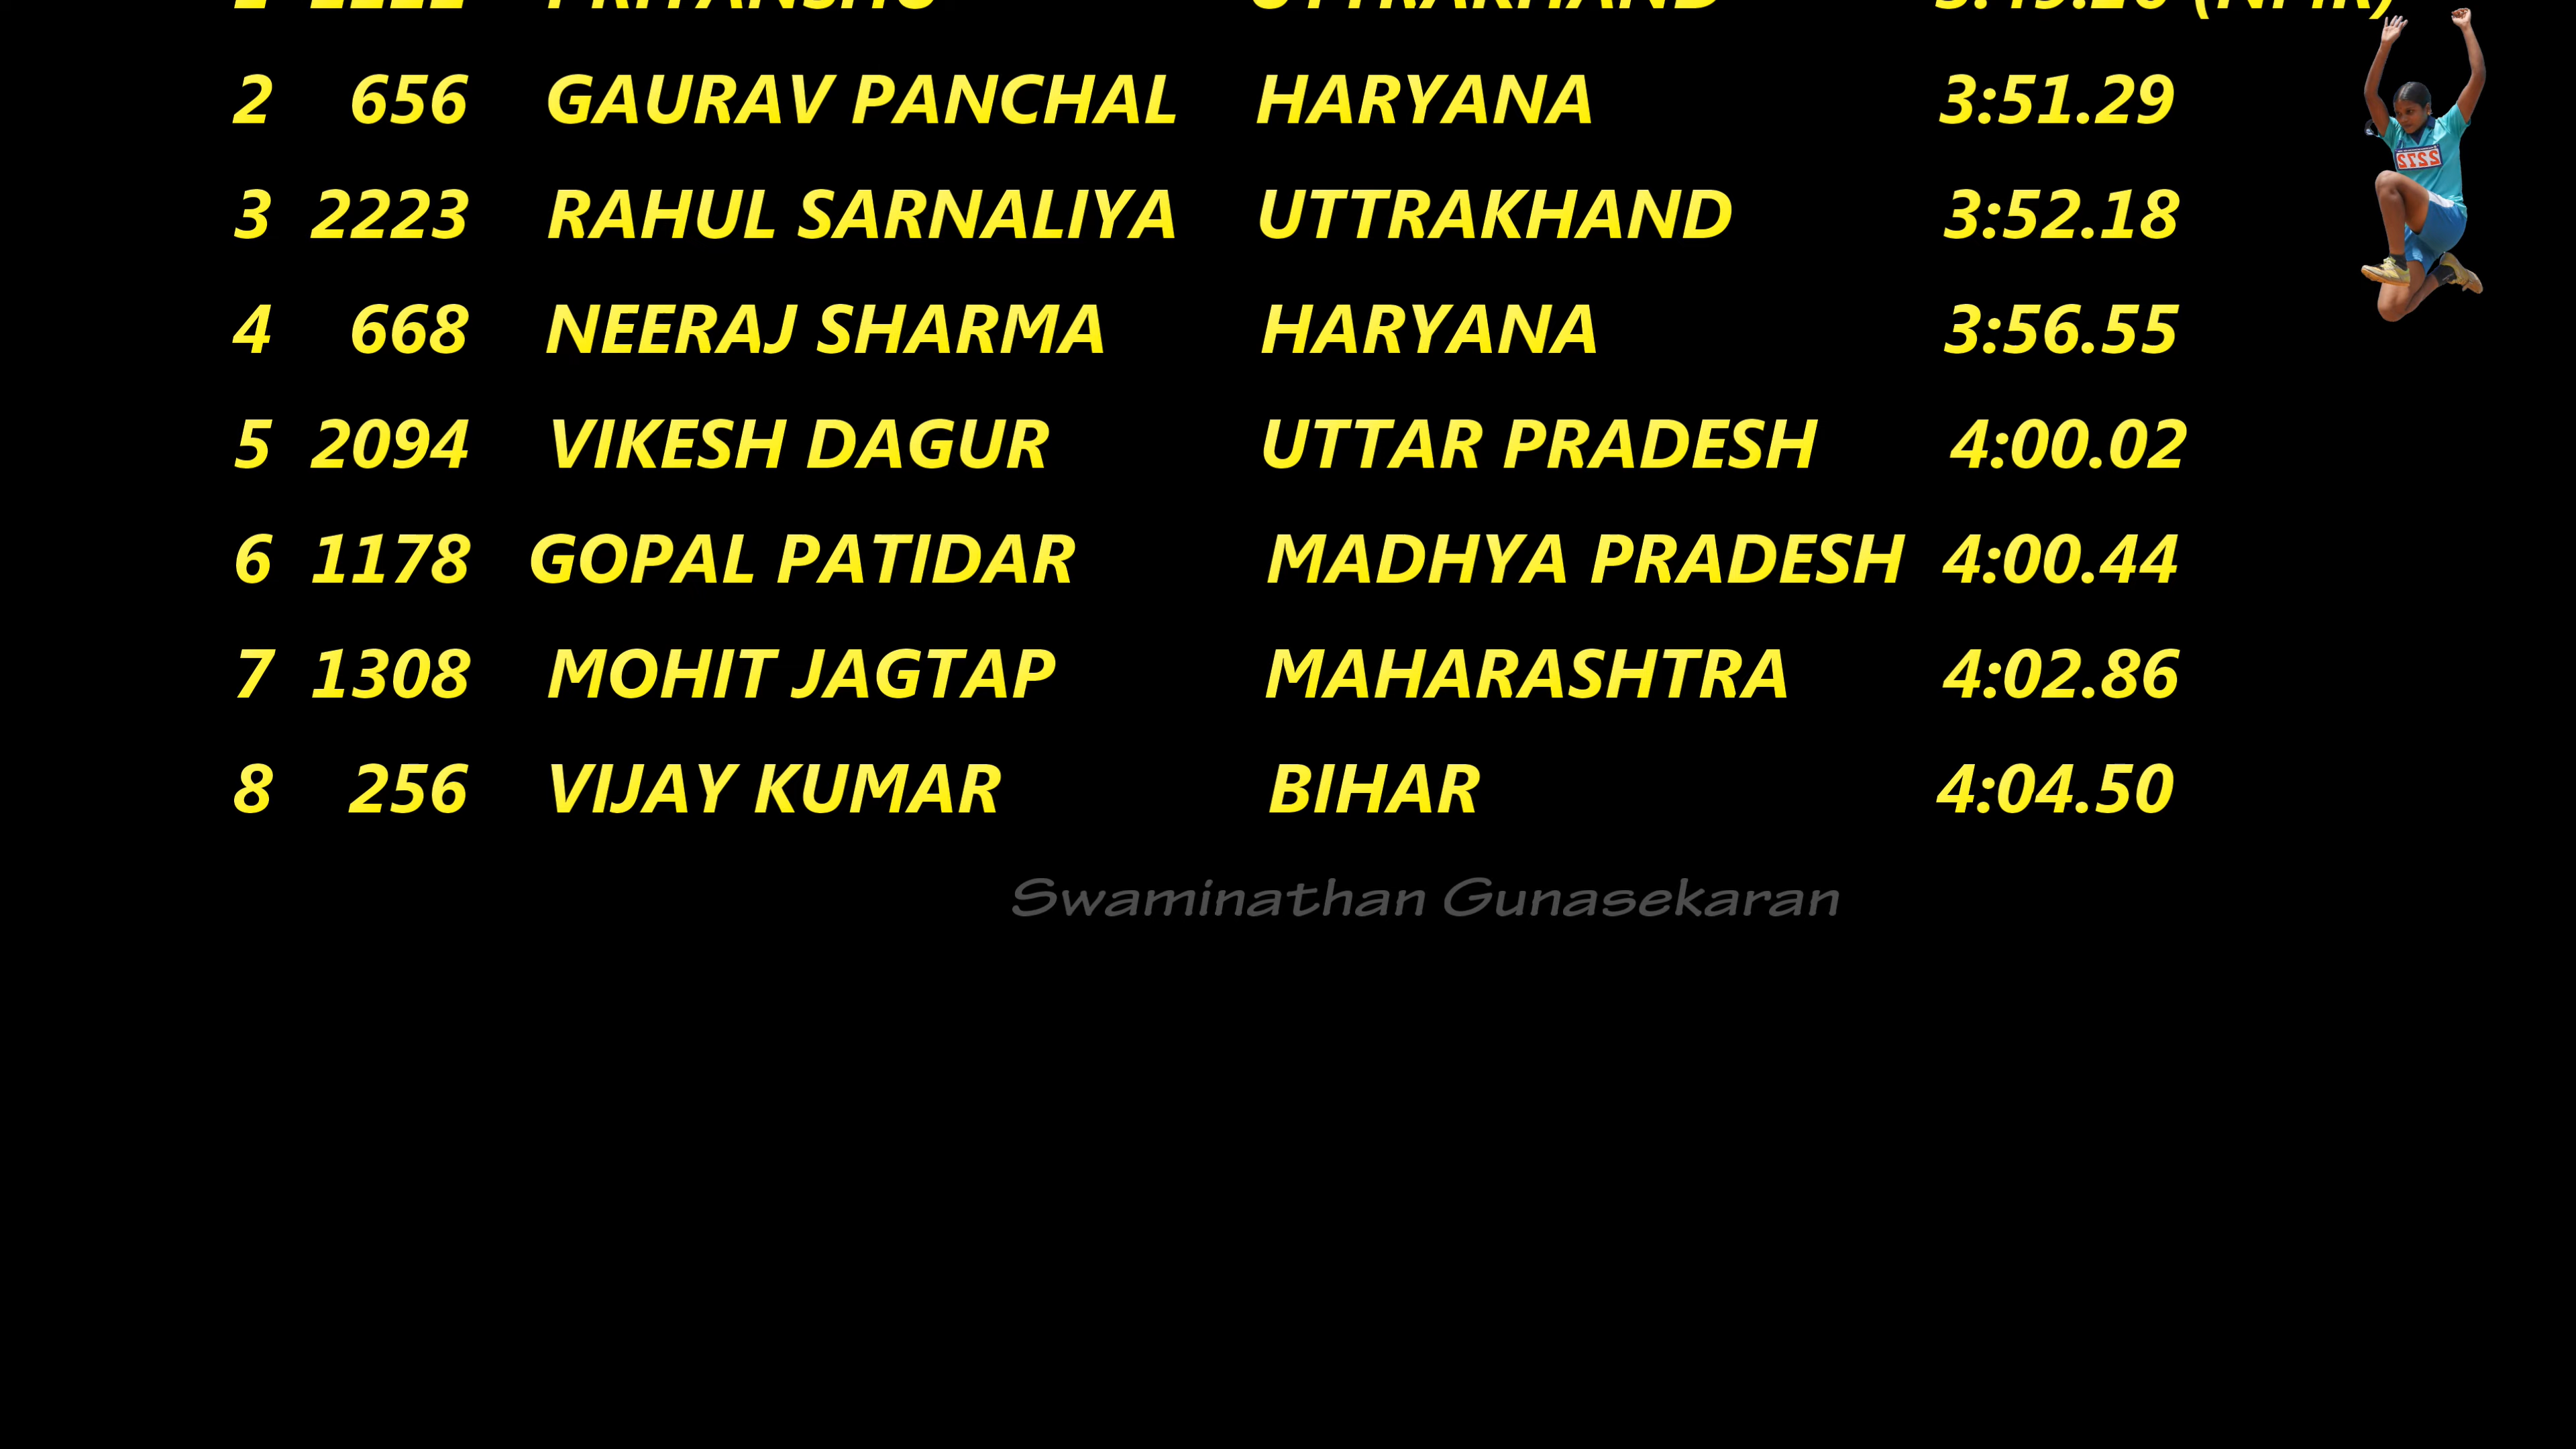 PRIYANSHU UTTRAKHAND
2 656 GAURAV PANCHAL HARYANA 3:51.29
3 2223 RAHUL SARNALIYA UTTRAKHAND 3:52.18
4 668 NEERAJ SHARMA HARYANA 3:56.55
5 2094 VIKESH DAGUR UTTAR PRADESH 4:00.02
6 1178 GOPAL PATIDAR MADHYA PRADESH 4:00.44
7 1308 MOHIT JAGTAP MAHARASHTRA 4:02.86
8 256 VIJAY KUMAR BIHAR 4:04.50
Swaminathan Gunasekaran